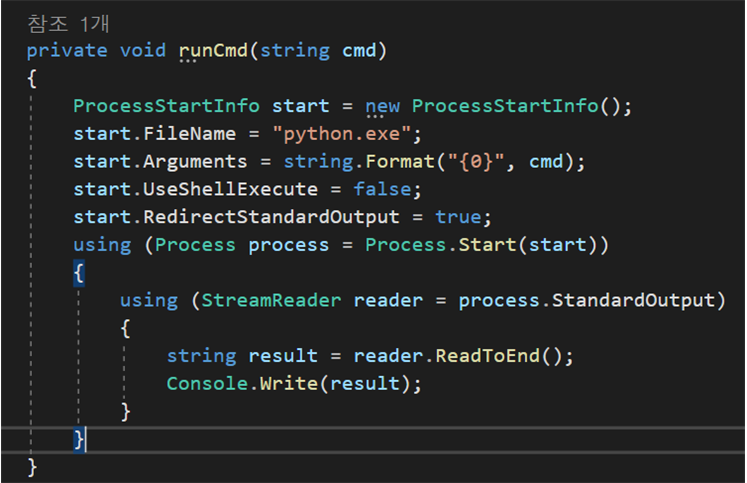 참조 1개
private void runCmd(string cmd)
{
ProcessStartInfo start = new ProcessStartInfo();
start.FileName = "python.exe";
start.Arguments = string.Format("{0}", cmd);
start.UseShellExecute = false;
start.RedirectStandardOutput = true;
using (Process process = Process.Start(start))
{
using (StreamReader reader = process.StandardOutput)
{
string result = reader.ReadToEnd();
Console.Write(result);
}
}
}